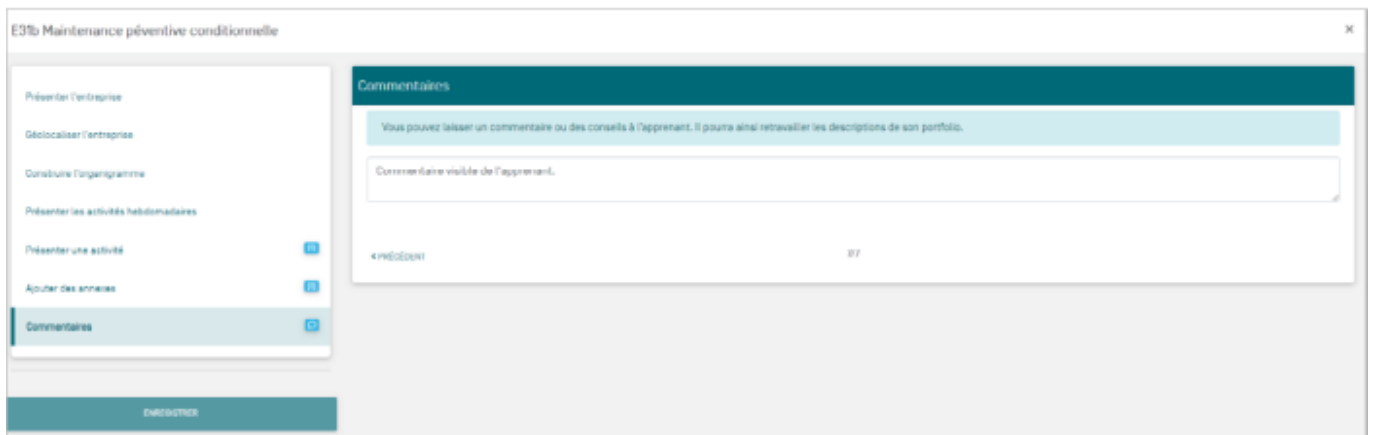 E31b Maintenance péventive conditionnelle
×
Présenter l'entreprise
Géolocaliser l'entreprise
Construire l'organigramme
Présenter les activités hebdomadaires
Présenter une activité
Ajouter des annexes
Commentaires
ENREGISTRER
Commentaires
Vous pouvez laisser un commentaire ou des conseils à l'apprenant. Il pourra ainsi retravailler les descriptions de son portfolio.
Commentaire visible de l'apprenant.
< PRÉCÉDENT
7/7